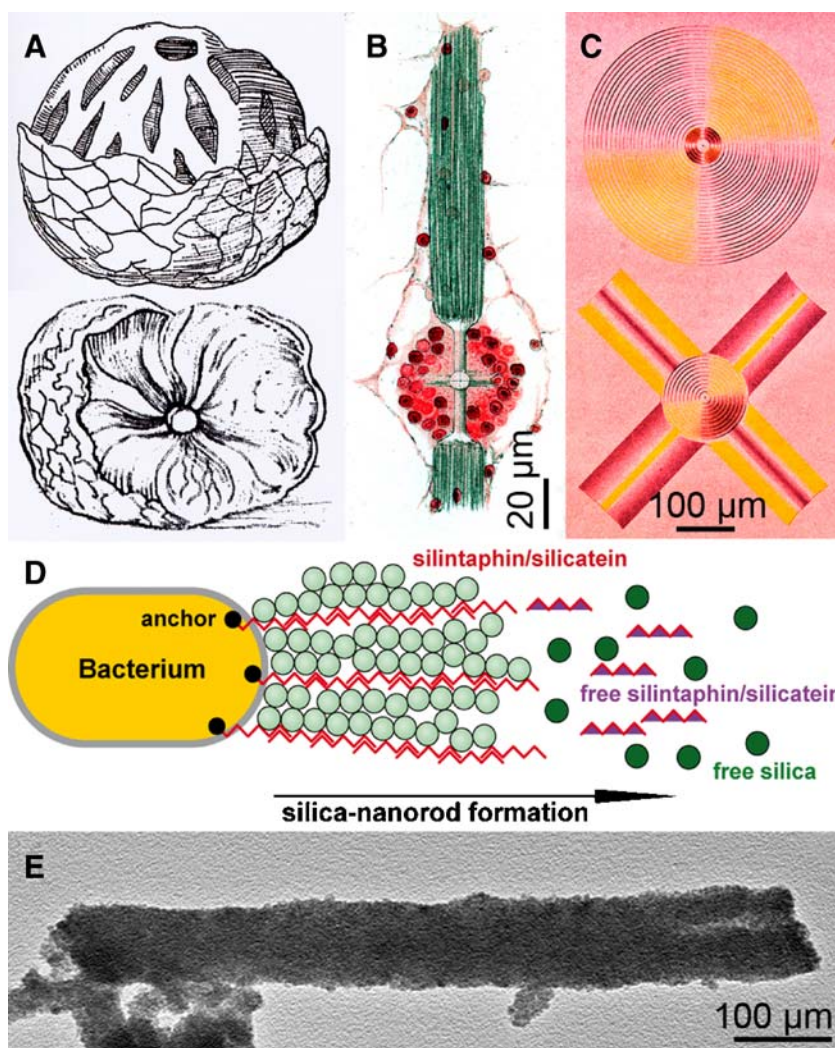 A
B
C
20 µm
100 µm
D
silintaphin/silicatein
anchor
Bacterium
free silintaphin/silicatein
free silica
silica-nanorod formation
E
100 µm